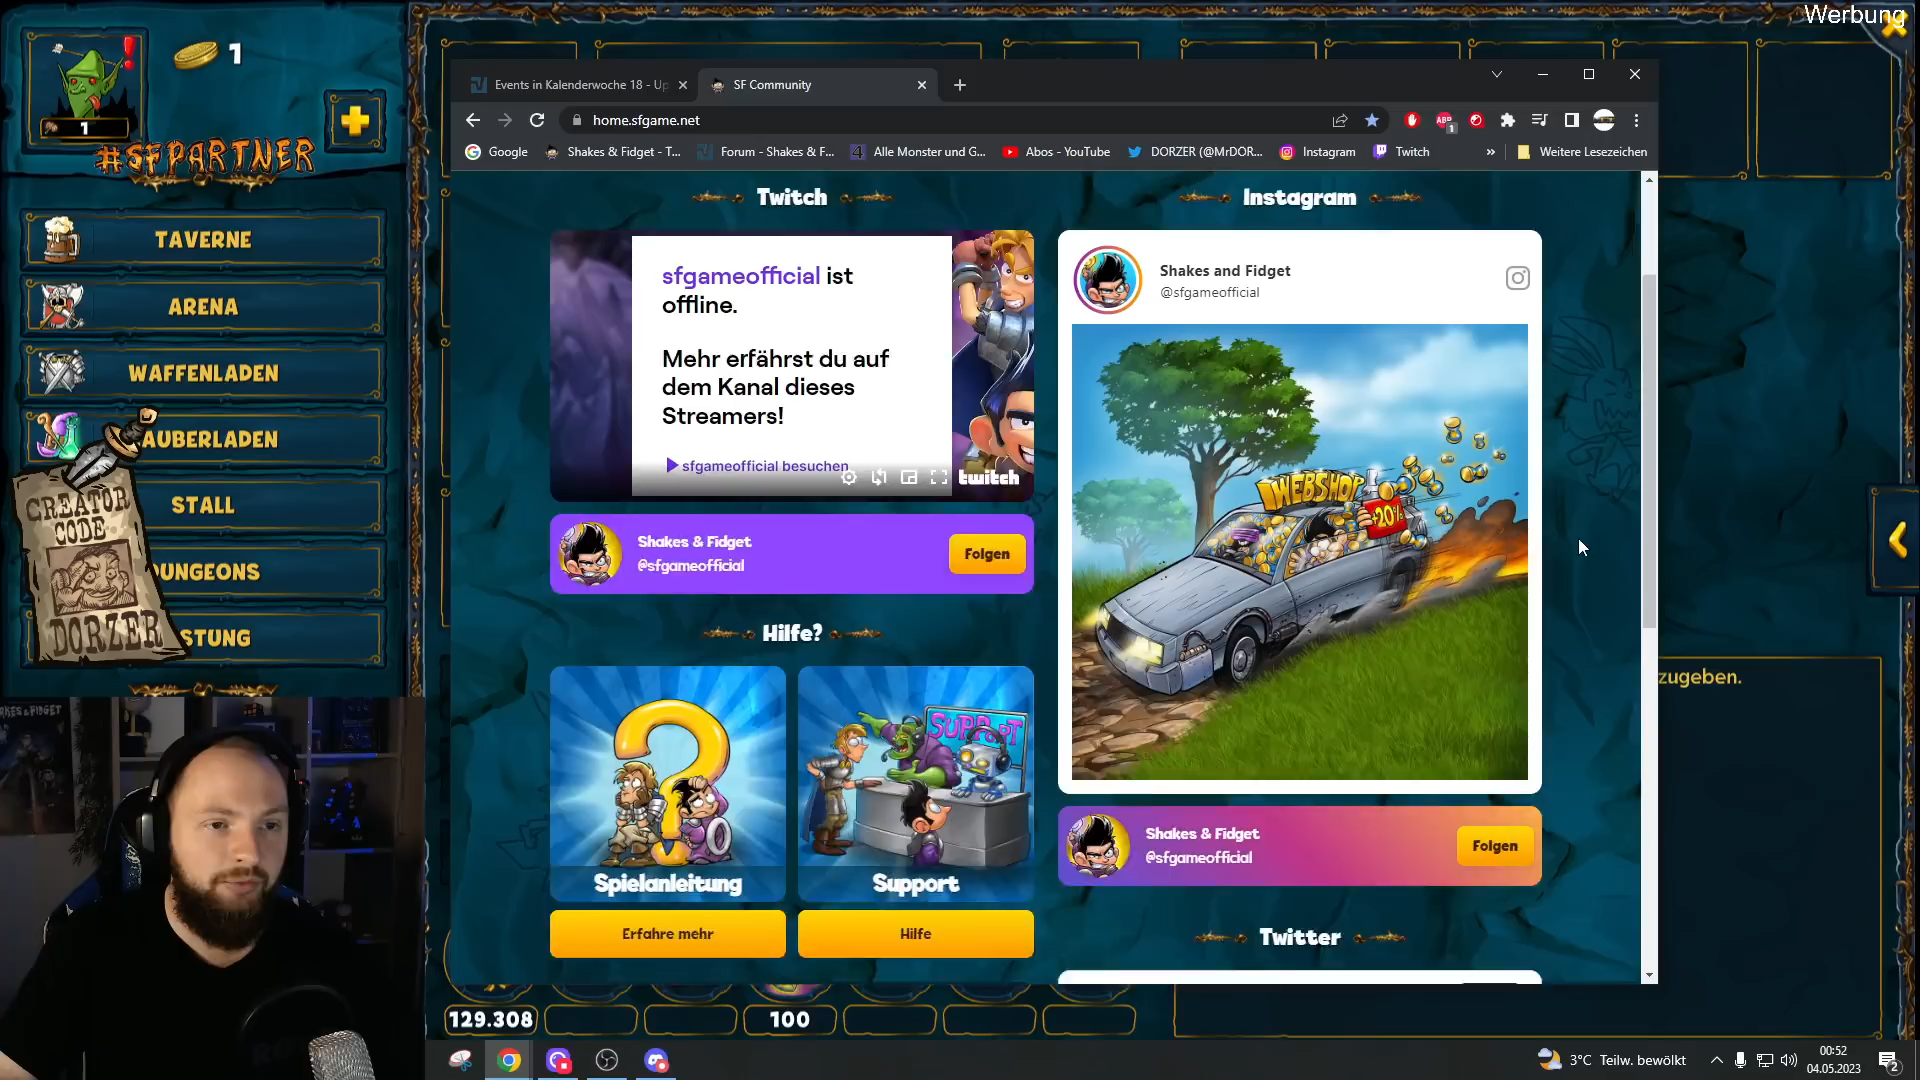 Werbung
1
1
#SFPARTNER
TAVERNE
ARENA
WAFFENLADEN
AUBERLADEN
STALL
UNGEONS
STUNG
CREATOR
CODE
DORZER
Events in Kalenderwoche 18 - Up
SF Community
home.sfgame.net
ABP
1
Google
Shakes & Fidget - T...
Forum - Shakes & F...
Alle Monster und G...
Abos - YouTube
DORZER (@MrDOR...
Instagram
Twitch
»
Weitere Lesezeichen
Twitch
sfgameofficial ist
offline.
Mehr erfährst du auf
dem Kanal dieses
Streamers!
sfgameofficial besuchen
twitch
Shakes & Fidget
@sfgameofficial
Folgen
Hilfe?
SUPPORT
Spielanleitung
Support
Erfahre mehr
Hilfe
Instagram
Shakes and Fidget
@sfgameofficial
WEBSHOP
+20%
Shakes & Fidget
@sfgameofficial
Folgen
Twitter
zugeben.
129.308
100
3°C Teilw. bewölkt
00:52
04.05.2023
2